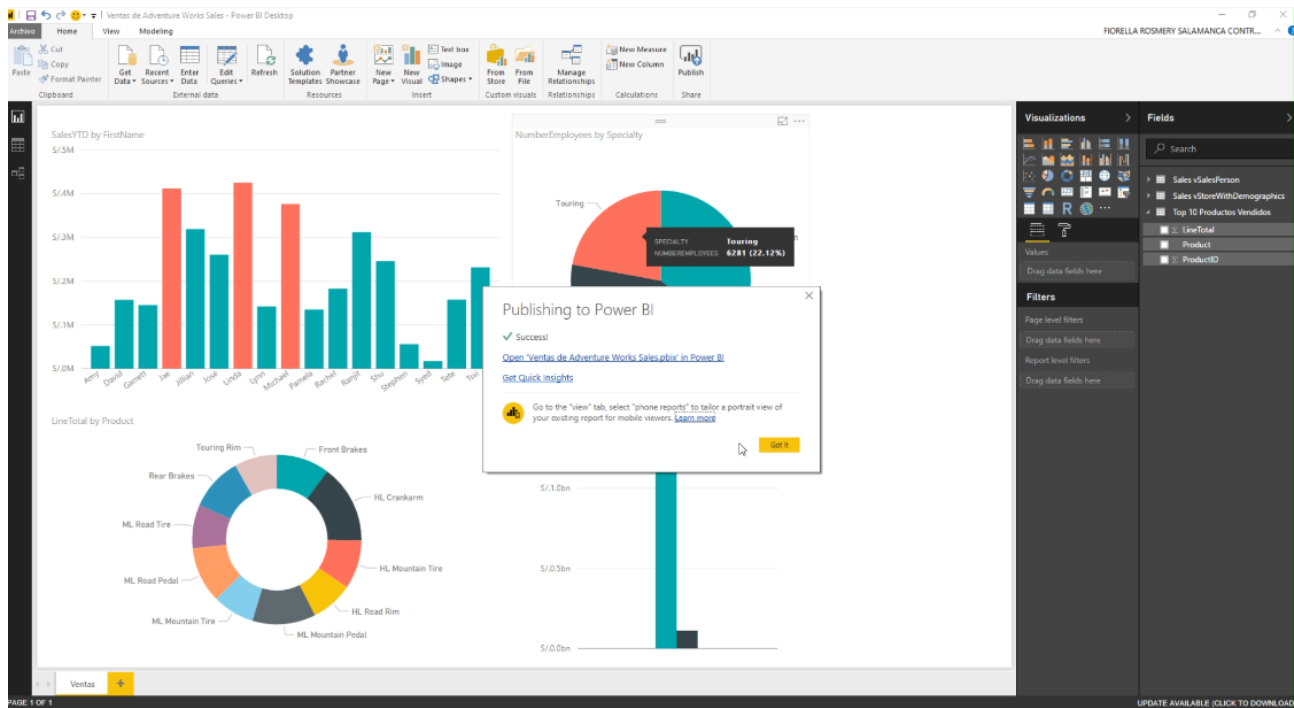 Ventas de Adventure Works Sales - Power BI Desktop
Archivo Home View Modeling
FIORELLA ROSMERY SALAMANCA CONTR...
Paste
Cut
Copy
Format Painter
Clipboard
Get Data
Recent Sources
Enter Data
Edit Queries
Refresh
External data
Solution Templates
Partner Showcase
Resources
New Page
New Visual
Text box
Image
Shapes
Insert
From Store
From File
Custom visuals
Manage Relationships
Relationships
New Measure
New Column
Calculations
Publish
Share
SalesYTD by FirstName
S/.5M
S/.4M
S/.3M
S/.2M
S/.1M
S/.0M
Amy David Garrett Jae Jillian José Linda Lynn Michael Pamela Rachel Ranjit Shu Stephen Syed Tete
NumberEmployees by Specialty
Touring
SPECIALTY Touring
NUMBEREMPLOYEES 6281 (22.12%)
Publishing to Power BI
Success!
Open 'Ventas de Adventure Works Sales.pbix' in Power BI
Get Quick Insights
Go to the "view" tab, select "phone reports" to tailor a portrait view of
your existing report for mobile viewers. Learn more
Got it
LineTotal by Product
Touring Rim
Front Brakes
Rear Brakes
HL Crankarm
ML Road Tire
HL Mountain Tire
ML Road Pedal
HL Road Rim
ML Mountain Tire
ML Mountain Pedal
S/.1.0bn
S/.0.5bn
S/.0.0bn
Visualizations
Values
Drag data fields here
Filters
Page level filters
Drag data fields here
Report level filters
Drag data fields here
Fields
Search
Sales vSalesPerson
Sales vStoreWithDemographics
Top 10 Productos Vendidos
LineTotal
Product
ProductID
Ventas
PAGE 1 OF 1
UPDATE AVAILABLE (CLICK TO DOWNLOAD